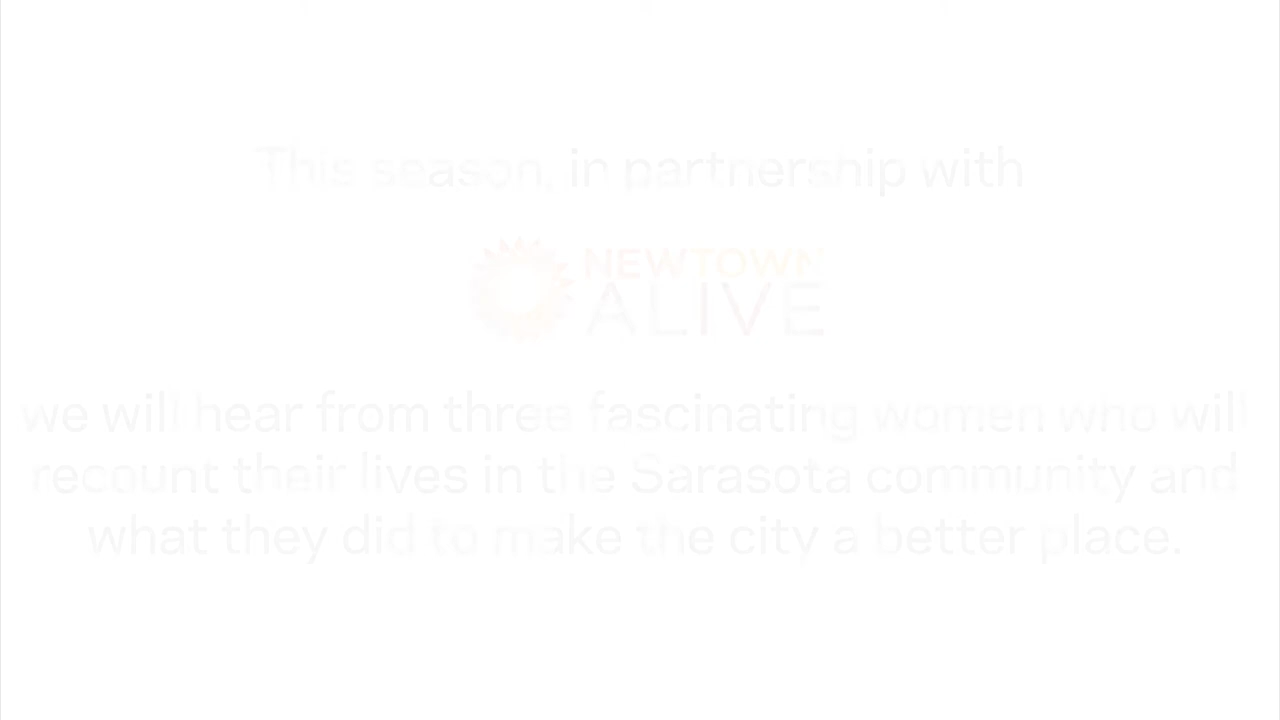 This season, in partnership with
NEWTOWN
ALIVE
we will hear from three fascinating women who will
recount their lives in the Sarasota community and
what they did to make the city a better place.